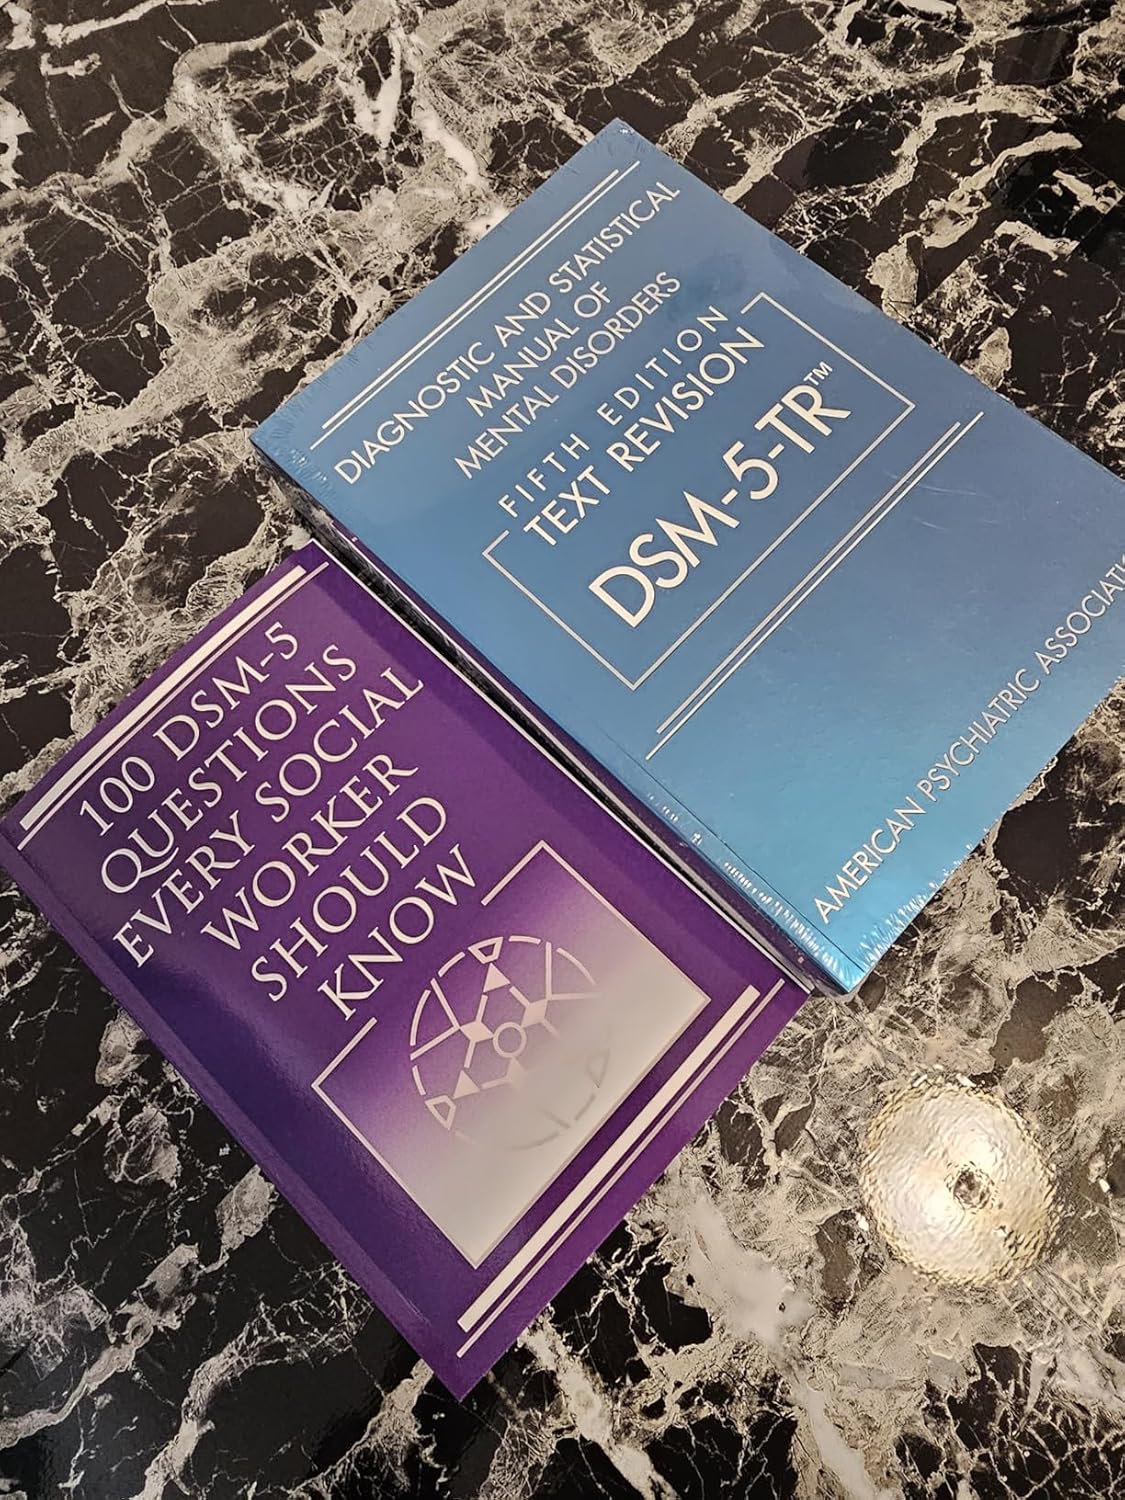 DIAGNOSTIC AND STATISTICAL
MANUAL OF
MENTAL DISORDERS
FIFTH EDITION
TEXT REVISION
DSM-5-TR™
AMERICAN PSYCHIATRIC
100 DSM-5
QUESTIONS
EVERY SOCIAL
WORKER
SHOULD
KNOW